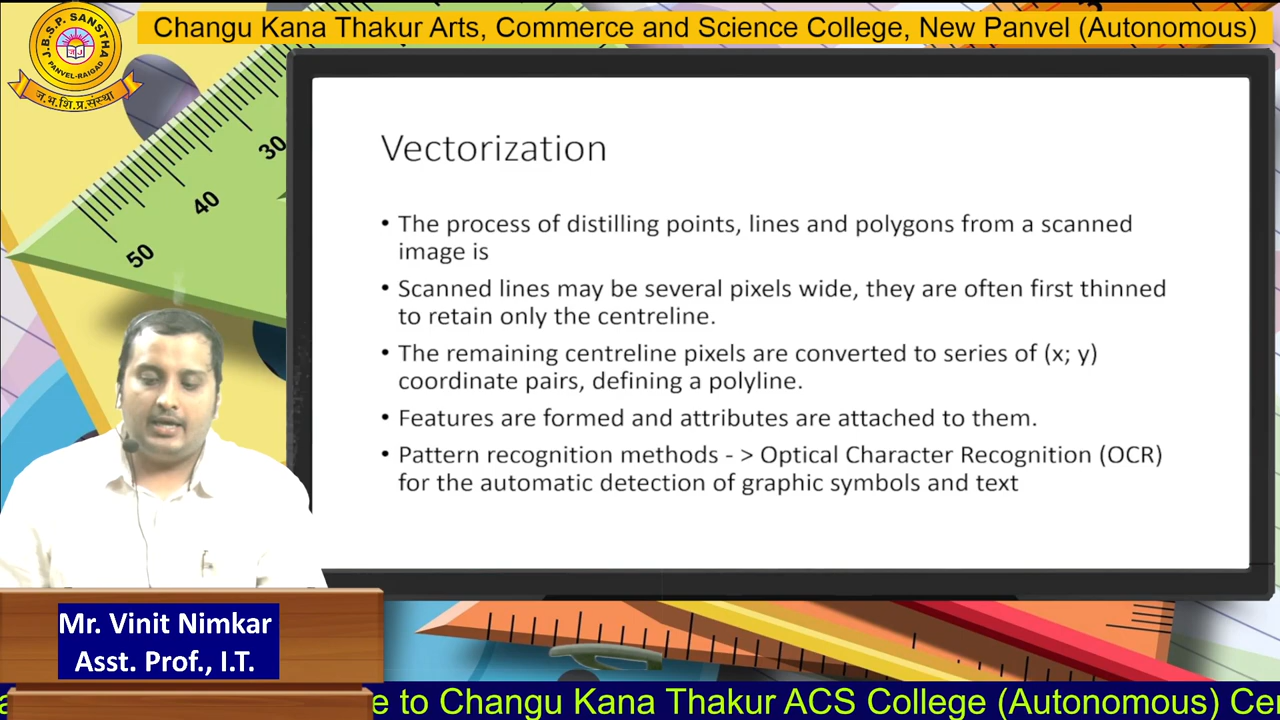 Changu Kana Thakur Arts, Commerce and Science College, New Panvel (Autonomous)
J.B.S.P. SANSTHA
PANVEL-RAIGAD
ज.भ.शि.प्र.संस्था
30
40
50
Vectorization
• The process of distilling points, lines and polygons from a scanned
image is
• Scanned lines may be several pixels wide, they are often first thinned
to retain only the centreline.
• The remaining centreline pixels are converted to series of (x; y)
coordinate pairs, defining a polyline.
• Features are formed and attributes are attached to them.
• Pattern recognition methods - > Optical Character Recognition (OCR)
for the automatic detection of graphic symbols and text
Mr. Vinit Nimkar
Asst. Prof., I.T.
e to Changu Kana Thakur ACS College (Autonomous) Ce